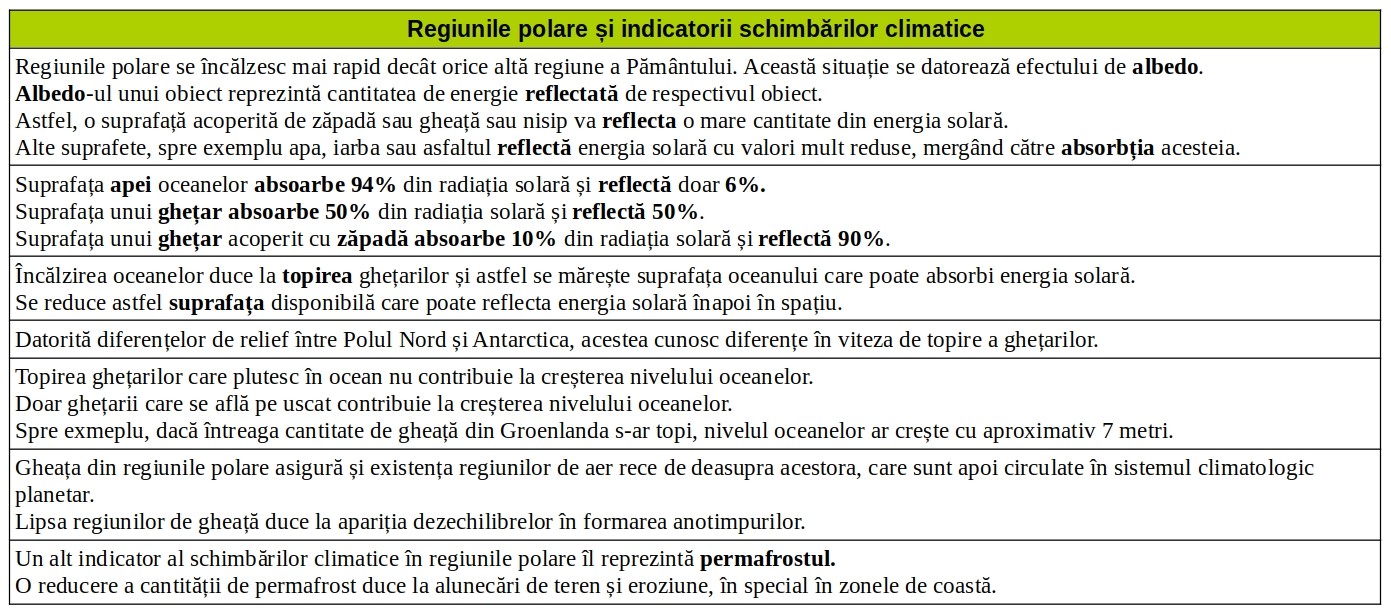 Regiunile polare și indicatorii schimbărilor climatice
Regiunile polare se încălzesc mai rapid decât orice altă regiune a Pământului. Această situație se datorează efectului de albedo.
Albedo-ul unui obiect reprezintă cantitatea de energie reflectată de respectivul obiect.
Astfel, o suprafață acoperită de zăpadă sau gheață sau nisip va reflecta o mare cantitate din energia solară.
Alte suprafete, spre exemplu apa, iarba sau asfaltul reflectă energia solară cu valori mult reduse, mergând către absorbția acesteia.
Suprafața apei oceanelor absoarbe 94% din radiația solară și reflectă doar 6%.
Suprafața unui ghețar absoarbe 50% din radiația solară și reflectă 50%.
Suprafața unui ghețar acoperit cu zăpadă absoarbe 10% din radiația solară și reflectă 90%.
Încălzirea oceanelor duce la topirea ghețarilor și astfel se mărește suprafața oceanului care poate absorbi energia solară.
Se reduce astfel suprafața disponibilă care poate reflecta energia solară înapoi în spațiu.
Datorită diferențelor de relief între Polul Nord și Antarctica, acestea cunosc diferențe în viteza de topire a ghețarilor.
Topirea ghețarilor care plutesc în ocean nu contribuie la creșterea nivelului oceanelor.
Doar ghețarii care se află pe uscat contribuie la creșterea nivelului oceanelor.
Spre exmeplu, dacă întreaga cantitate de gheață din Groenlanda s-ar topi, nivelul oceanelor ar crește cu aproximativ 7 metri.
Gheața din regiunile polare asigură și existența regiunilor de aer rece de deasupra acestora, care sunt apoi circulate în sistemul climatologic
planetar.
Lipsa regiunilor de gheață duce la apariția dezechilibrelor în formarea anotimpurilor.
Un alt indicator al schimbărilor climatice în regiunile polare îl reprezintă permafrostul.
O reducere a cantității de permafrost duce la alunecări de teren și eroziune, în special în zonele de coastă.